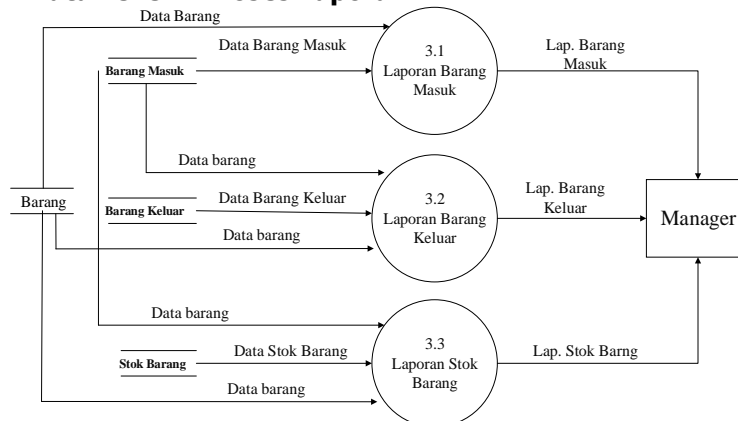 Data Barang
Data Barang Masuk
Barang Masuk
3.1
Laporan Barang
Masuk
Lap. Barang
Masuk
Data barang
Barang
Barang Keluar
Data Barang Keluar
Data barang
3.2
Laporan Barang
Keluar
Lap. Barang
Keluar
Manager
Data barang
Stok Barang
Data Stok Barang
Data barang
3.3
Laporan Stok
Barang
Lap. Stok Barng